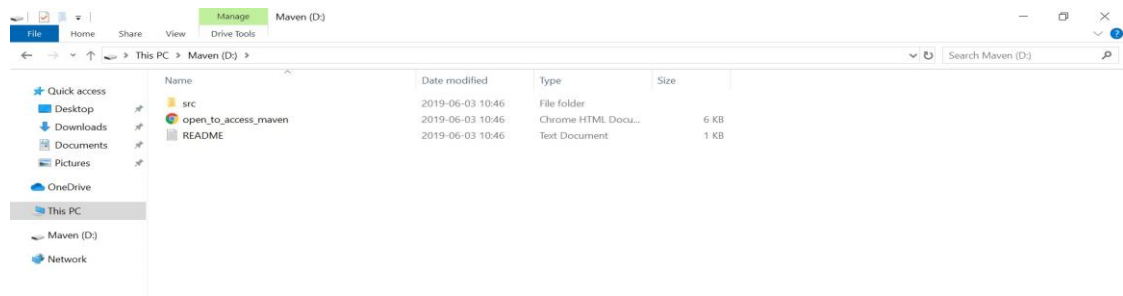 Manage Maven (D:)
File Home Share View Drive Tools
This PC > Maven (D:) > Search Maven (D:)
Name Date modified Type Size
Quick access
Desktop
Downloads
Documents
Pictures
OneDrive
This PC
Maven (D:)
Network
src 2019-06-03 10:46 File folder
open_to_access_maven 2019-06-03 10:46 Chrome HTML Docu... 6 KB
README 2019-06-03 10:46 Text Document 1 KB